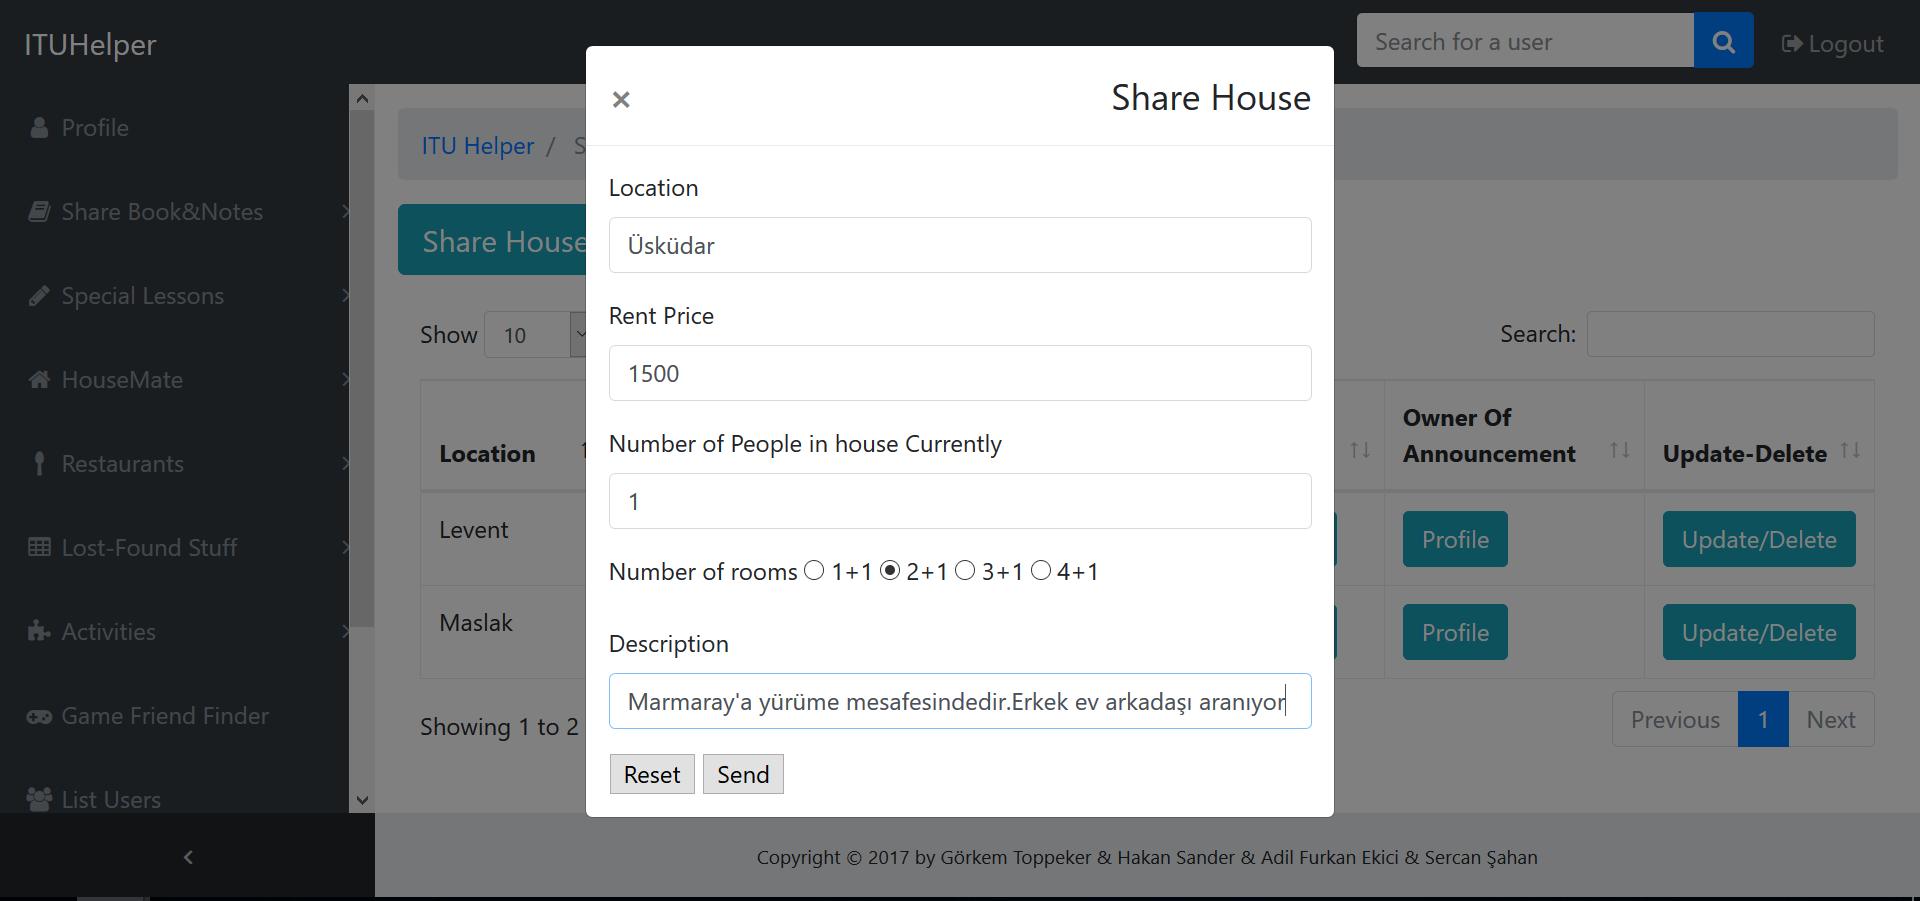 ITUHelper
Search for a user
Logout
Profile
Share Book&Notes
Special Lessons
HouseMate
Restaurants
Lost-Found Stuff
Activities
Game Friend Finder
List Users
ITU Helper / S
Share House
Show 10
Search:
Location
Owner Of
Announcement
Update-Delete
Levent
Profile
Update/Delete
Maslak
Profile
Update/Delete
Showing 1 to 2
Previous 1 Next
× Share House
Location
Üsküdar
Rent Price
1500
Number of People in house Currently
1
Number of rooms 1+1 2+1 3+1 4+1
Description
Marmaray'a yürüme mesafesindedir.Erkek ev arkadaşı aranıyor
Reset Send
Copyright © 2017 by Görkem Toppeker & Hakan Sander & Adil Furkan Ekici & Sercan Şahan